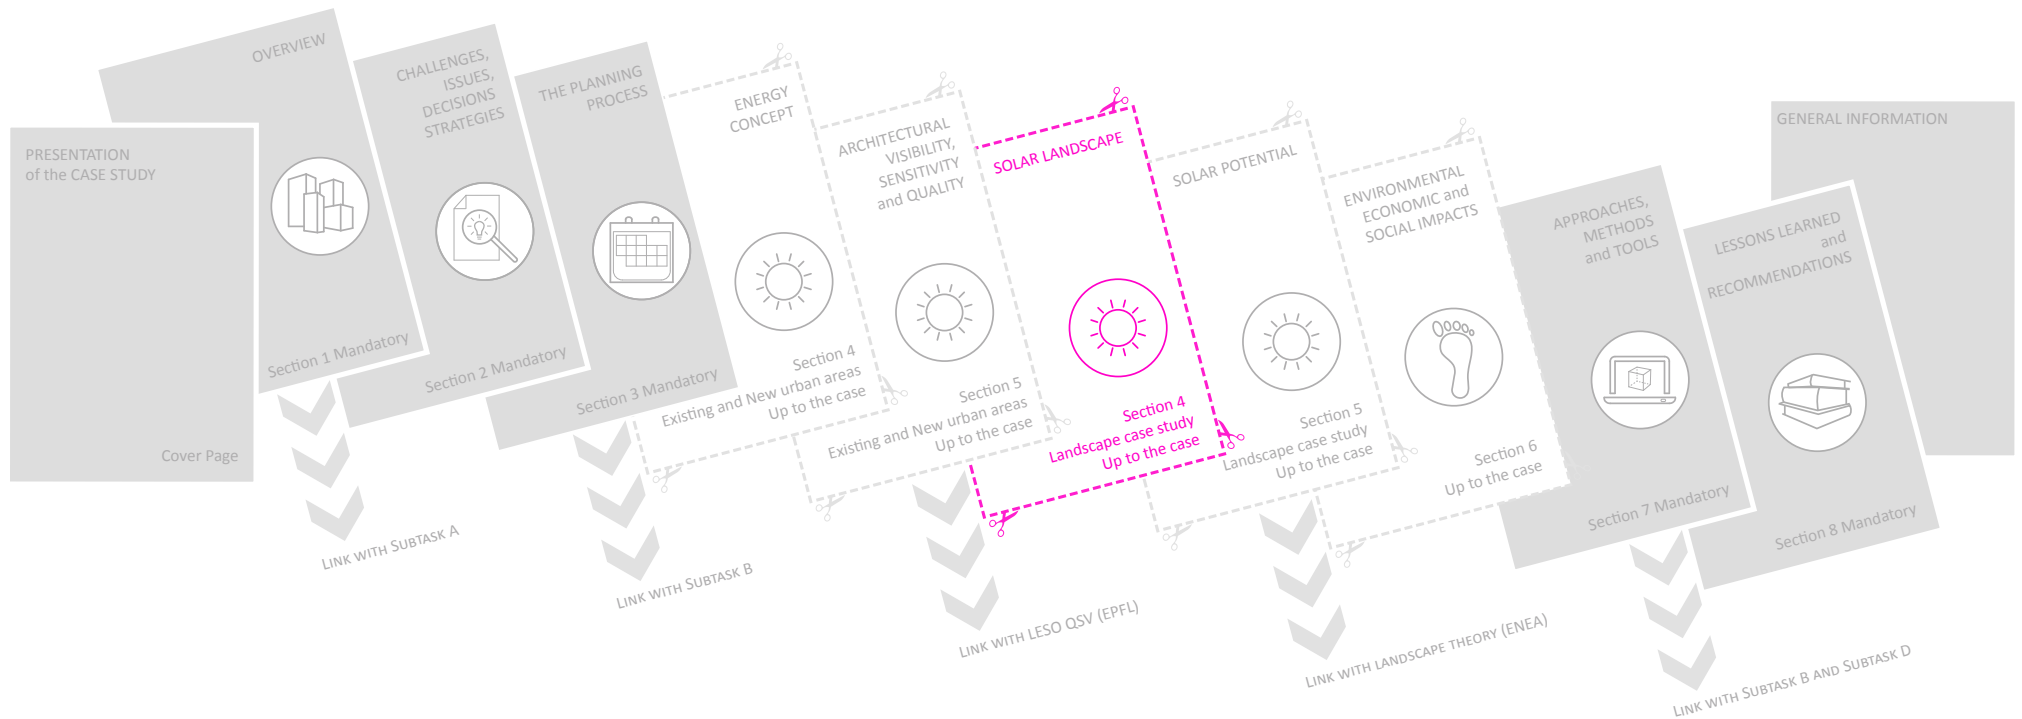 PRESENTATION
of the CASE STUDY
Cover Page
OVERVIEW
Section 1 Mandatory
CHALLENGES,
ISSUES,
DECISIONS
STRATEGIES
Section 2 Mandatory
THE PLANNING
PROCESS
Section 3 Mandatory
ENERGY
CONCEPT
Section 4
Existing and New urban areas
Up to the case
ARCHITECTURAL
VISIBILITY,
SENSITIVITY
and QUALITY
Section 5
Existing and New urban areas
Up to the case
SOLAR LANDSCAPE
Section 4
Landscape case study
Up to the case
SOLAR POTENTIAL
Section 5
Landscape case study
Up to the case
ENVIRONMENTAL
ECONOMIC and
SOCIAL IMPACTS
Section 6
Up to the case
APPROACHES,
METHODS
and TOOLS
Section 7 Mandatory
LESSONS LEARNED
and
RECOMMENDATIONS
Section 8 Mandatory
GENERAL INFORMATION
LINK WITH SUBTASK A
LINK WITH SUBTASK B
LINK WITH LESO QSV (EPFL)
LINK WITH LANDSCAPE THEORY (ENEA)
LINK WITH SUBTASK B AND SUBTASK D